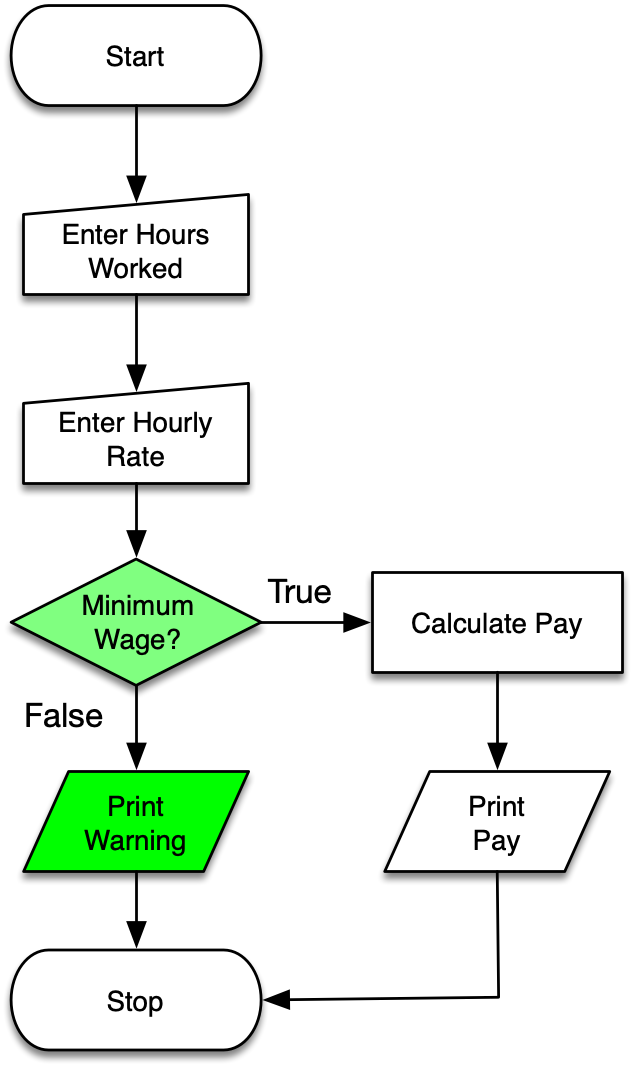 Start
Enter Hours
Worked
Enter Hourly
Rate
Minimum
Wage?
True
Calculate Pay
False
Print
Warning
Print
Pay
Stop